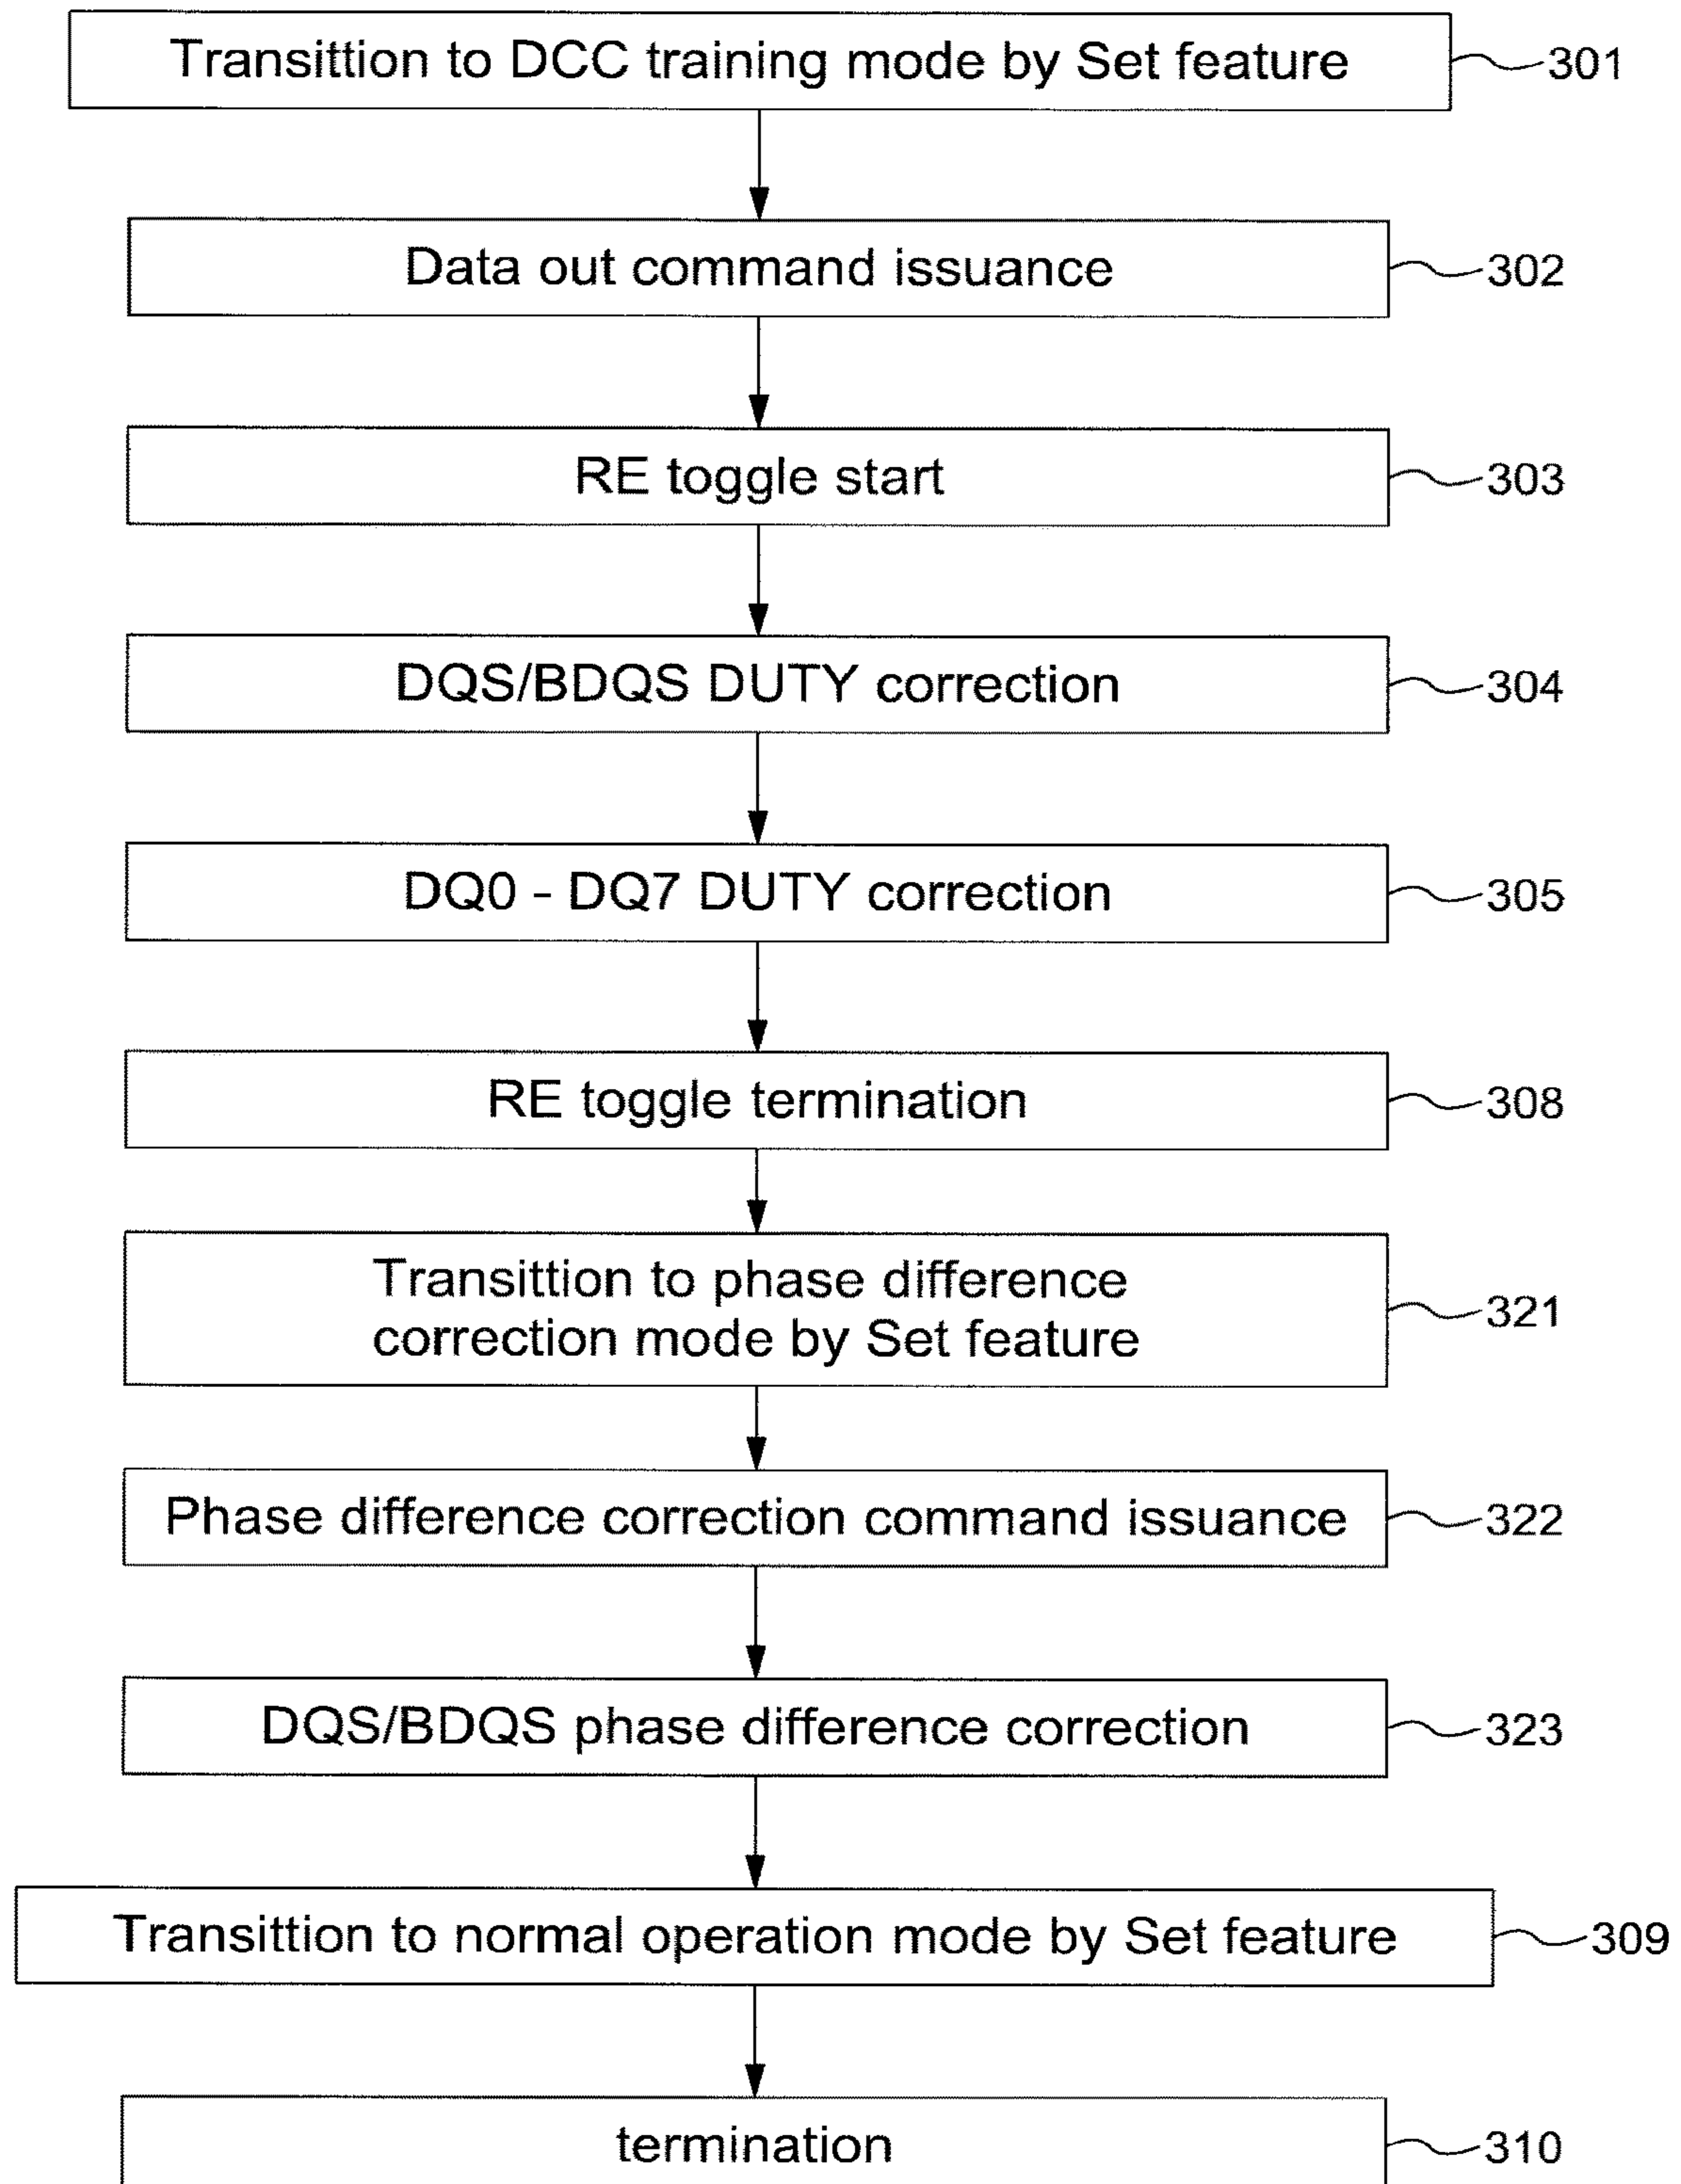 Transittion to DCC training mode by Set feature 301
Data out command issuance 302
RE toggle start 303
DQS/BDQS DUTY correction 304
DQ0 - DQ7 DUTY correction 305
RE toggle termination 308
Transittion to phase difference
correction mode by Set feature 321
Phase difference correction command issuance 322
DQS/BDQS phase difference correction 323
Transittion to normal operation mode by Set feature 309
termination 310